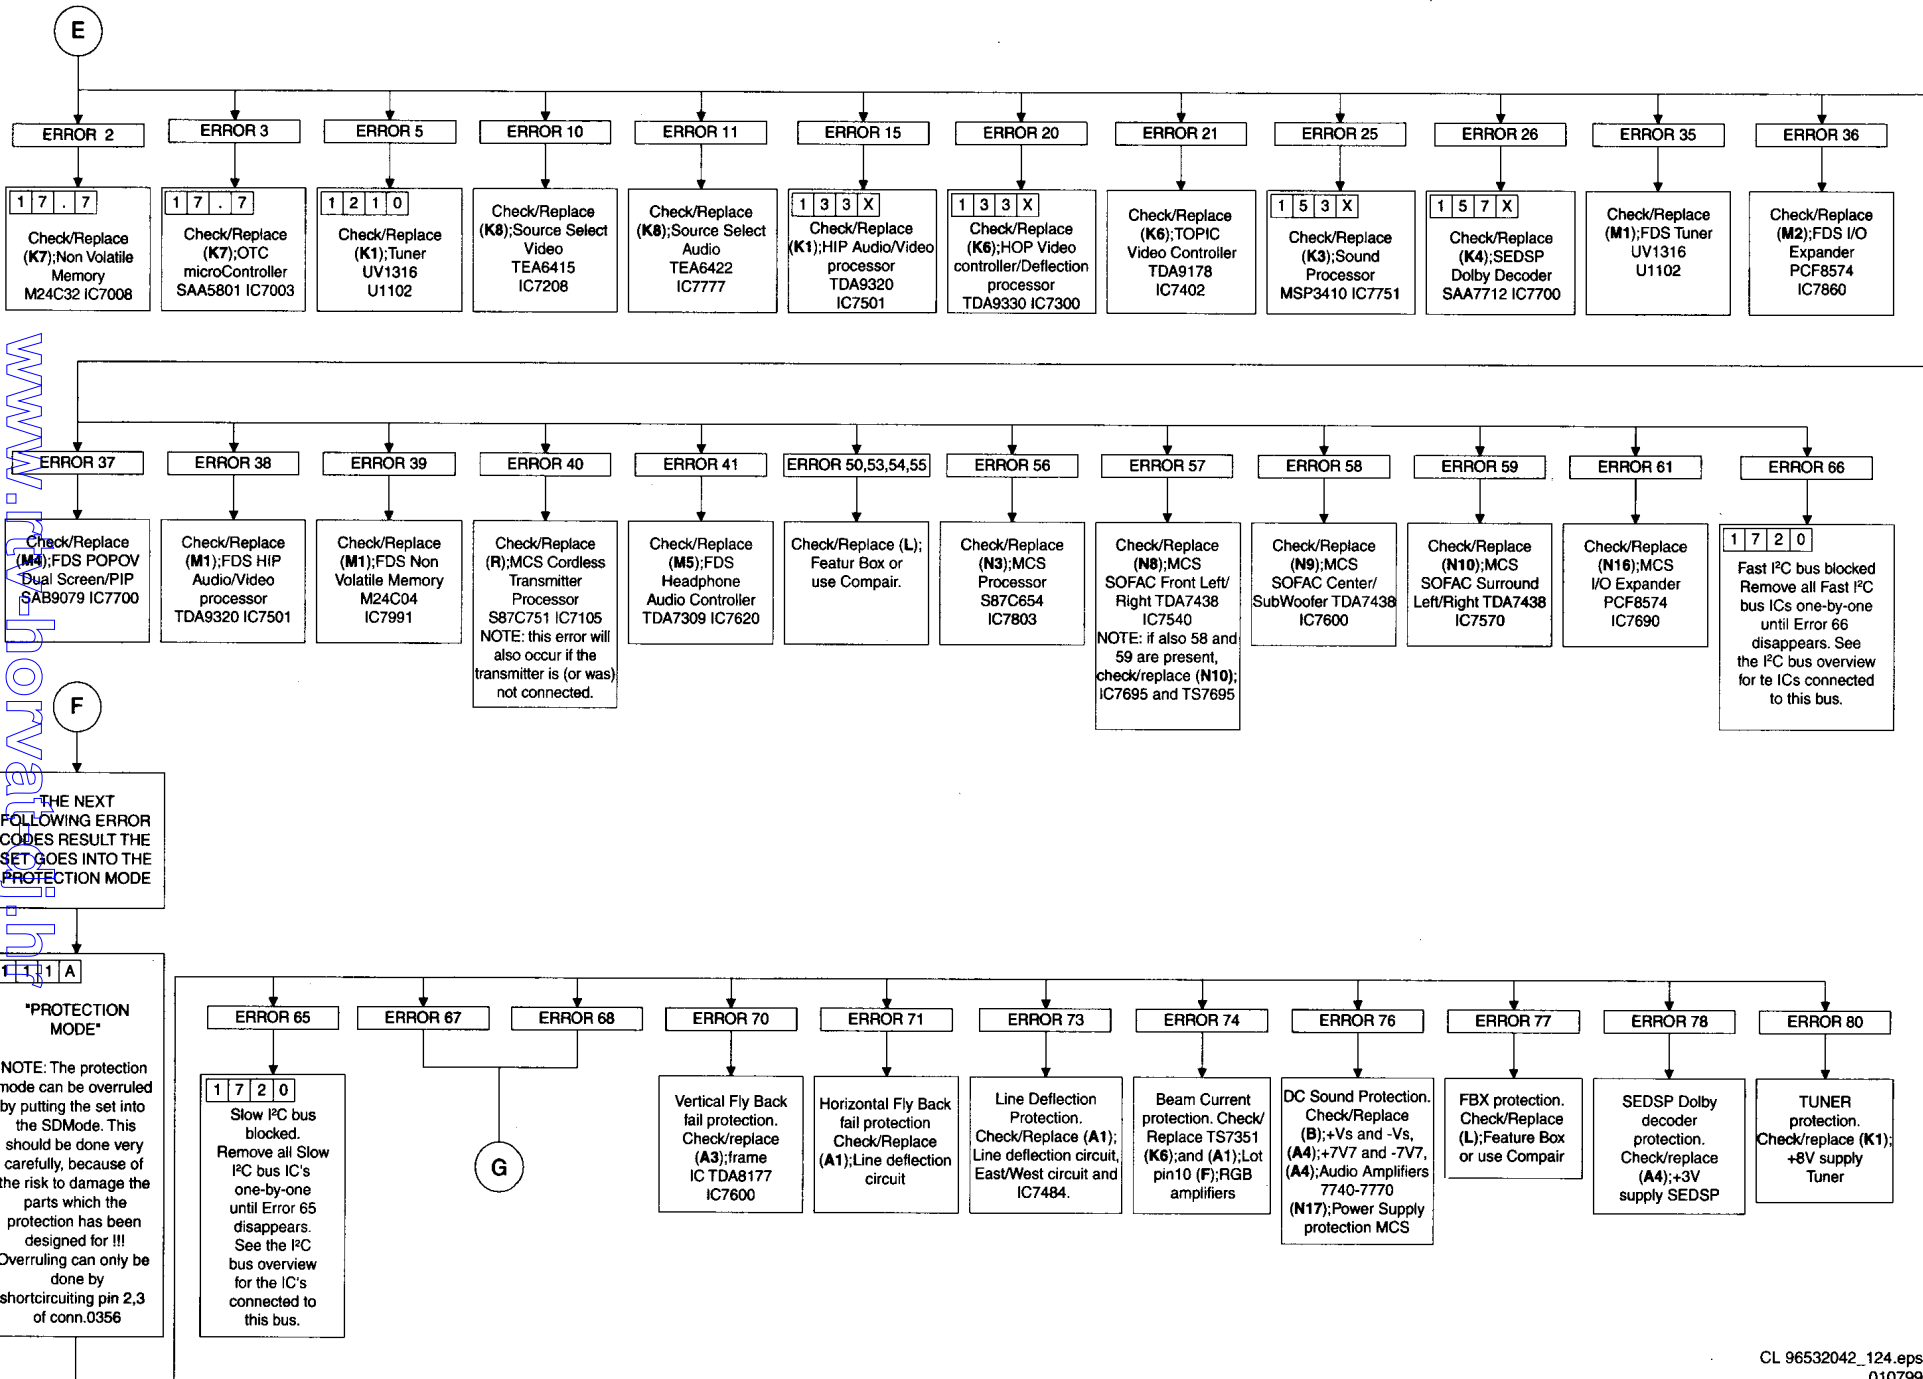 E
ERROR 2
ERROR 3
ERROR 5
ERROR 10
ERROR 11
ERROR 15
ERROR 20
ERROR 21
ERROR 25
ERROR 26
ERROR 35
ERROR 36
1 7 . 7
Check/Replace
(K7);Non Volatile
Memory
M24C32 IC7008
1 7 . 7
Check/Replace
(K7);OTC
microController
SAA5801 IC7003
1 2 1 0
Check/Replace
(K1);Tuner
UV1316
U1102
Check/Replace
(K8);Source Select
Video
TEA6415
IC7208
Check/Replace
(K8);Source Select
Audio
TEA6422
IC7777
1 3 3 X
Check/Replace
(K1);HIP Audio/Video
processor
TDA9320
IC7501
1 3 3 X
Check/Replace
(K6);HOP Video
controller/Deflection
processor
TDA9330 IC7300
Check/Replace
(K6);TOPIC
Video Controller
TDA9178
IC7402
1 5 3 X
Check/Replace
(K3);Sound
Processor
MSP3410 IC7751
1 5 7 X
Check/Replace
(K4);SEDSP
Dolby Decoder
SAA7712 IC7700
Check/Replace
(M1);FDS Tuner
UV1316
U1102
Check/Replace
(M2);FDS I/O
Expander
PCF8574
IC7860
ERROR 37
ERROR 38
ERROR 39
ERROR 40
ERROR 41
ERROR 50,53,54,55
ERROR 56
ERROR 57
ERROR 58
ERROR 59
ERROR 61
ERROR 66
Check/Replace
(M4);FDS POPOV
Dual Screen/PIP
SAB9079 IC7700
Check/Replace
(M1);FDS HIP
Audio/Video
processor
TDA9320 IC7501
Check/Replace
(M1);FDS Non
Volatile Memory
M24C04
IC7991
Check/Replace
(R);MCS Cordless
Transmitter
Processor
S87C751 IC7105
NOTE: this error will
also occur if the
transmitter is (or was)
not connected.
Check/Replace
(M5);FDS
Headphone
Audio Controller
TDA7309 IC7620
Check/Replace (L);
Featur Box or
use Compair.
Check/Replace
(N3);MCS
Processor
S87C654
IC7803
Check/Replace
(N8);MCS
SOFAC Front Left/
Right TDA7438
IC7540
NOTE: if also 58 and
59 are present,
check/replace (N10);
IC7695 and TS7695
Check/Replace
(N9);MCS
SOFAC Center/
SubWoofer TDA7438
IC7600
Check/Replace
(N10);MCS
SOFAC Surround
Left/Right TDA7438
IC7570
Check/Replace
(N16);MCS
I/O Expander
PCF8574
IC7690
1 7 2 0
Fast I²C bus blocked
Remove all Fast I²C
bus ICs one-by-one
until Error 66
disappears. See
the I²C bus overview
for te ICs connected
to this bus.
www.rtv-horvat-dj.hr
F
THE NEXT
FOLLOWING ERROR
CODES RESULT THE
SET GOES INTO THE
PROTECTION MODE
1 1 1 A
"PROTECTION
MODE"
NOTE: The protection
mode can be overruled
by putting the set into
the SDMode. This
should be done very
carefully, because of
the risk to damage the
parts which the
protection has been
designed for !!!
Overruling can only be
done by
shortcircuiting pin 2,3
of conn.0356
ERROR 65
ERROR 67
ERROR 68
ERROR 70
ERROR 71
ERROR 73
ERROR 74
ERROR 76
ERROR 77
ERROR 78
ERROR 80
1 7 2 0
Slow I²C bus
blocked.
Remove all Slow
I²C bus IC's
one-by-one
until Error 65
disappears.
See the I²C
bus overview
for the IC's
connected to
this bus.
G
Vertical Fly Back
fail protection.
Check/replace
(A3);frame
IC TDA8177
IC7600
Horizontal Fly Back
fail protection
Check/Replace
(A1);Line deflection
circuit
Line Deflection
Protection.
Check/Replace (A1);
Line deflection circuit,
East/West circuit and
IC7484.
Beam Current
protection. Check/
Replace TS7351
(K6);and (A1);Lot
pin10 (F);RGB
amplifiers
DC Sound Protection.
Check/Replace
(B);+Vs and -Vs,
(A4);+7V7 and -7V7,
(A4);Audio Amplifiers
7740-7770
(N17);Power Supply
protection MCS
FBX protection.
Check/Replace
(L);Feature Box
or use Compair
SEDSP Dolby
decoder
protection.
Check/replace
(A4);+3V
supply SEDSP
TUNER
protection.
Check/replace (K1);
+8V supply
Tuner
CL 96532042_124.eps
010799